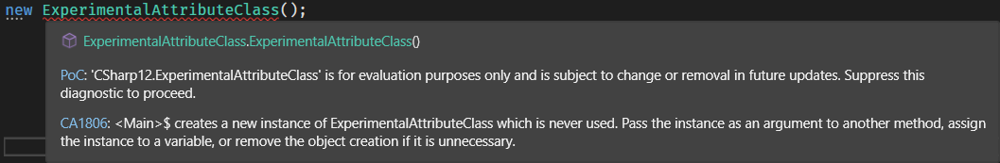 new ExperimentalAttributeClass();
ExperimentalAttributeClass.ExperimentalAttributeClass()
PoC: 'CSharp12.ExperimentalAttributeClass' is for evaluation purposes only and is subject to change or removal in future updates. Suppress this
diagnostic to proceed.
CA1806: <Main>$ creates a new instance of ExperimentalAttributeClass which is never used. Pass the instance as an argument to another method, assign
the instance to a variable, or remove the object creation if it is unnecessary.